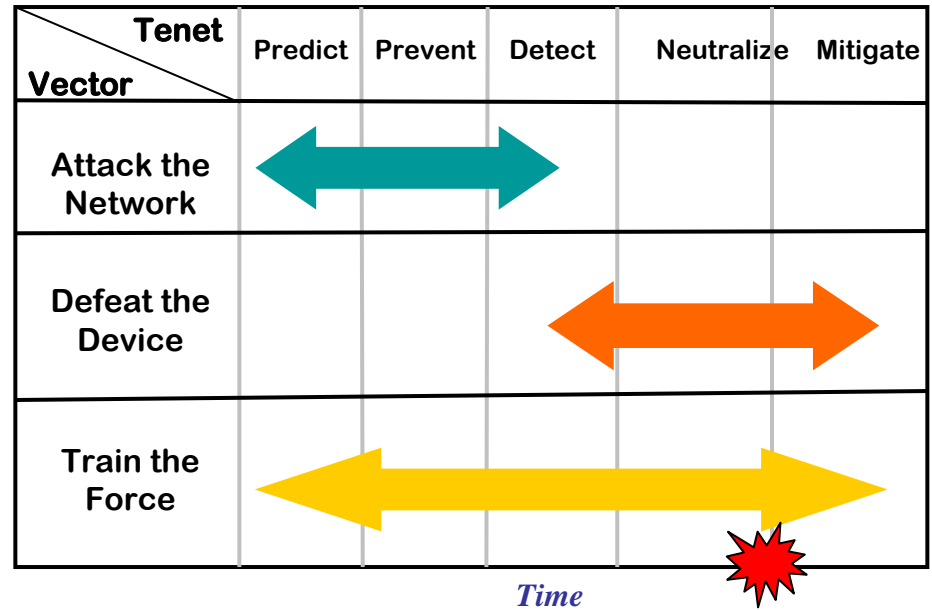 Tenet
Vector
Predict
Prevent
Detect
Neutralize
Mitigate
Attack the
Network
Defeat the
Device
Train the
Force
Time